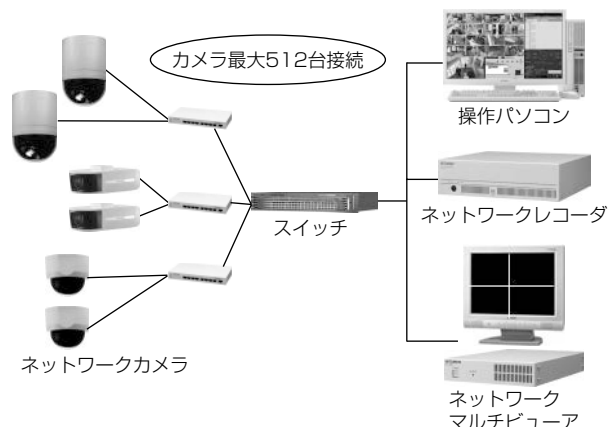 カメラ最大512台接続
操作パソコン
スイッチ
ネットワークレコーダ
ネットワークカメラ
ネットワーク
マルチビューア